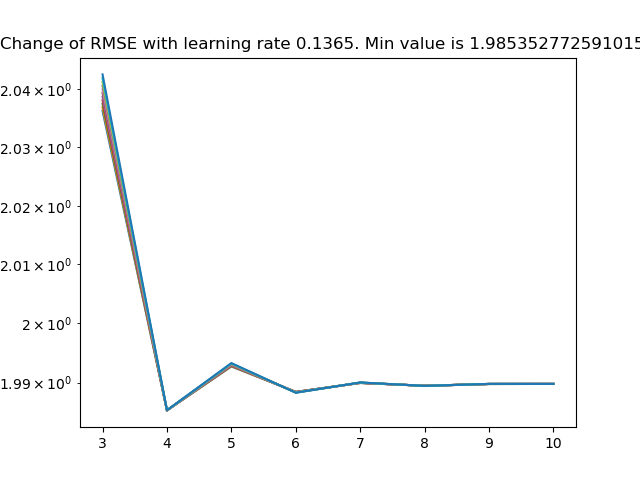 Change of RMSE with learning rate 0.1365. Min value is 1.985352772591015
2.04 × 10⁰
2.03 × 10⁰
2.02 × 10⁰
2.01 × 10⁰
2 × 10⁰
1.99 × 10⁰
3 4 5 6 7 8 9 10